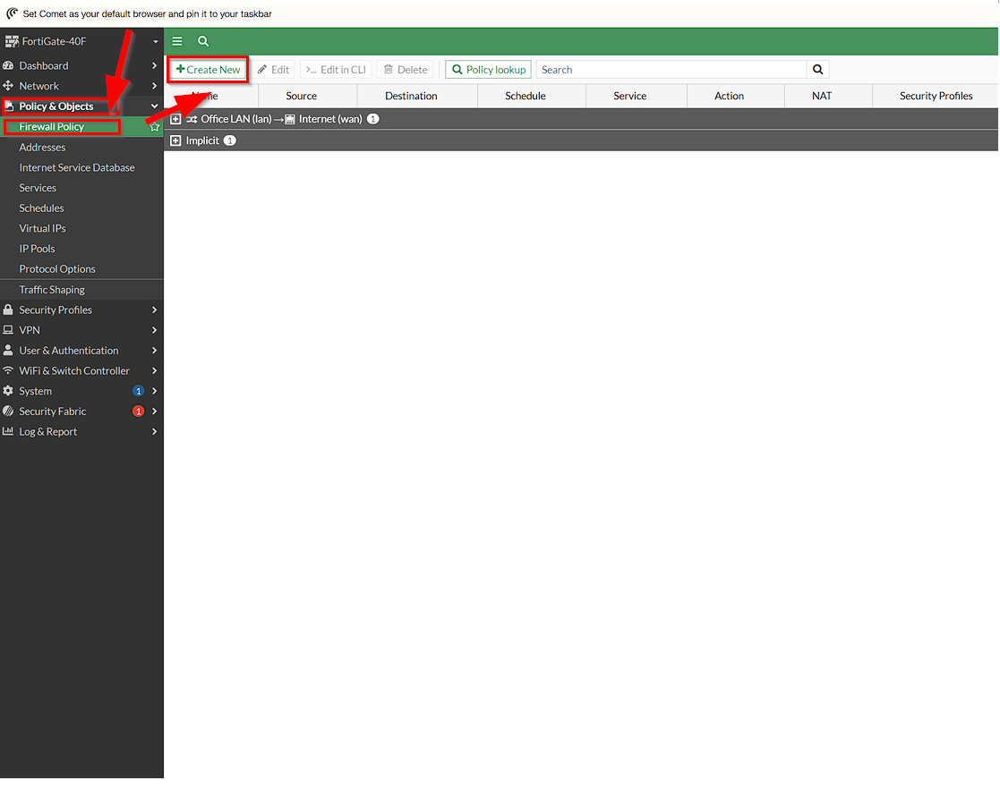 Set Comet as your default browser and pin it to your taskbar
FortiGate-40F
Dashboard
Network
Policy & Objects
Firewall Policy
Addresses
Internet Service Database
Services
Schedules
Virtual IPs
IP Pools
Protocol Options
Traffic Shaping
Security Profiles
VPN
User & Authentication
WiFi & Switch Controller
System 1
Security Fabric 1
Log & Report
+ Create New Edit >_ Edit in CLI Delete Policy lookup Search
Source Destination Schedule Service Action NAT Security Profiles
Office LAN (lan) → Internet (wan) 1
Implicit 1